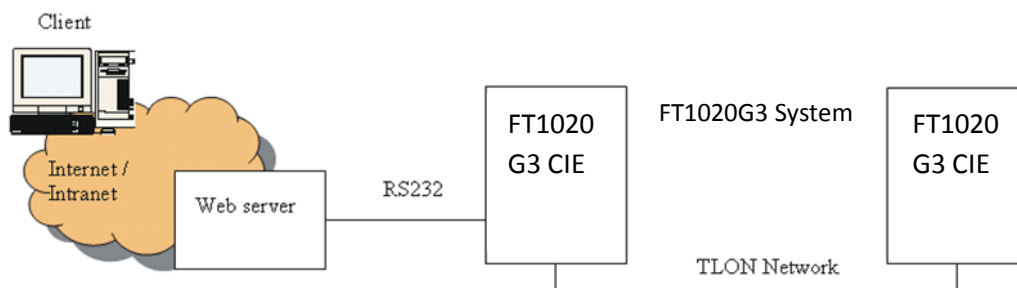 Client
Internet /
Intranet
Web server
RS232
FT1020
G3 CIE
FT1020G3 System
TLON Network
FT1020
G3 CIE